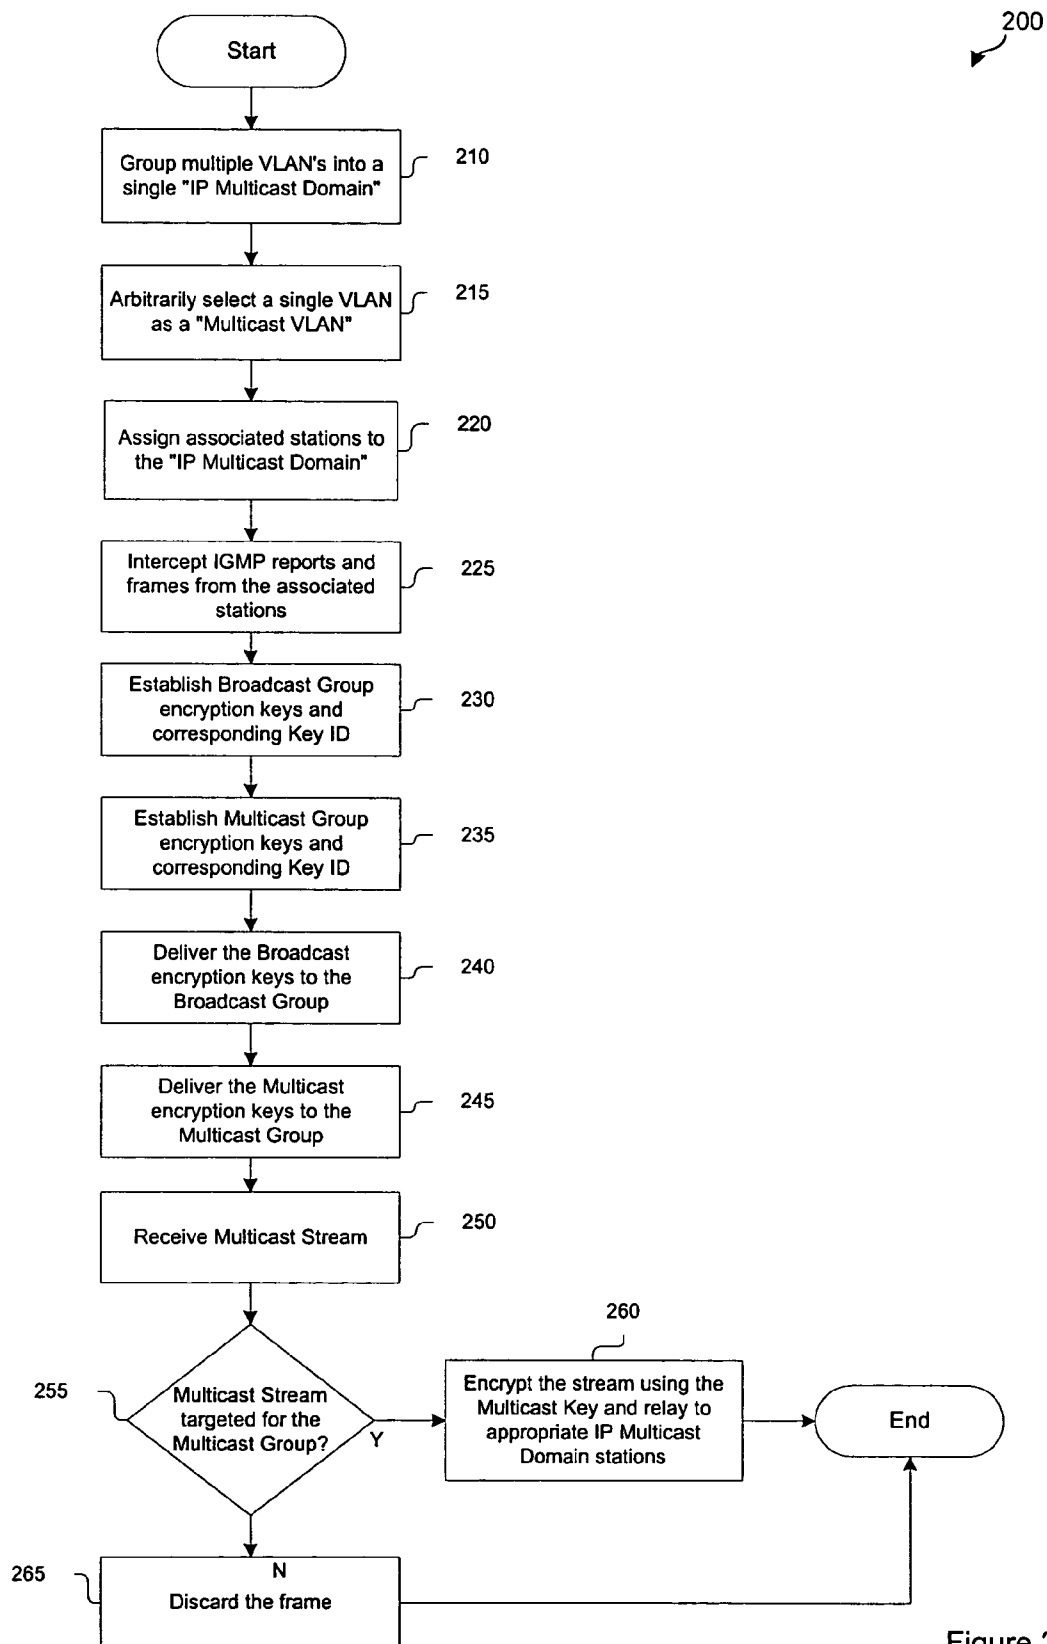 200
Start
Group multiple VLAN's into a
single "IP Multicast Domain"
210
Arbitrarily select a single VLAN
as a "Multicast VLAN"
215
Assign associated stations to
the "IP Multicast Domain"
220
Intercept IGMP reports and
frames from the associated
stations
225
Establish Broadcast Group
encryption keys and
corresponding Key ID
230
Establish Multicast Group
encryption keys and
corresponding Key ID
235
Deliver the Broadcast
encryption keys to the
Broadcast Group
240
Deliver the Multicast
encryption keys to the
Multicast Group
245
Receive Multicast Stream
250
255
Multicast Stream
targeted for the
Multicast Group?
Y
260
Encrypt the stream using the
Multicast Key and relay to
appropriate IP Multicast
Domain stations
End
N
265
Discard the frame
Figure